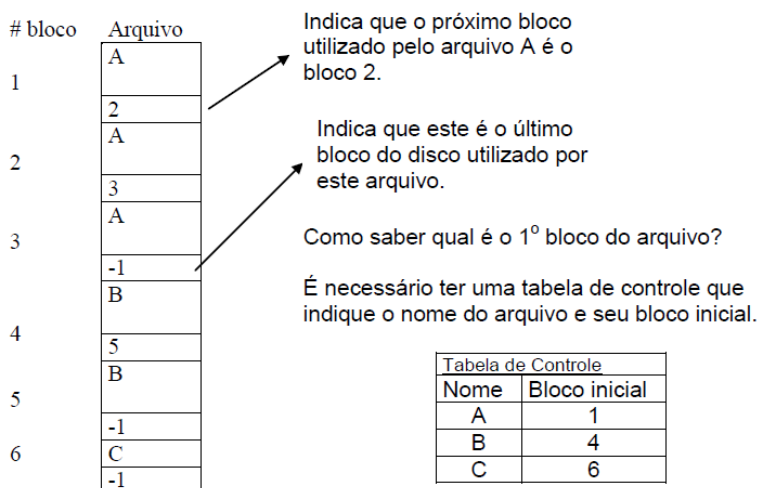 # bloco Arquivo
1 A
2
2 A
3
3 A
-1
4 B
5
5 B
-1
6 C
-1
Indica que o próximo bloco
utilizado pelo arquivo A é o
bloco 2.
Indica que este é o último
bloco do disco utilizado por
este arquivo.
Como saber qual é o 1º bloco do arquivo?
É necessário ter uma tabela de controle que
indique o nome do arquivo e seu bloco inicial.
Tabela de Controle
Nome Bloco inicial
A 1
B 4
C 6